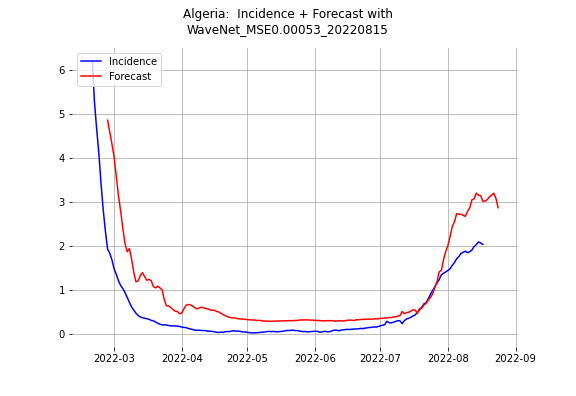 Algeria:  Incidence + Forecast with
WaveNet_MSE0.00053_20220815
Incidence
Forecast
6
5
4
3
2
1
0
2022-03 2022-04 2022-05 2022-06 2022-07 2022-08 2022-09